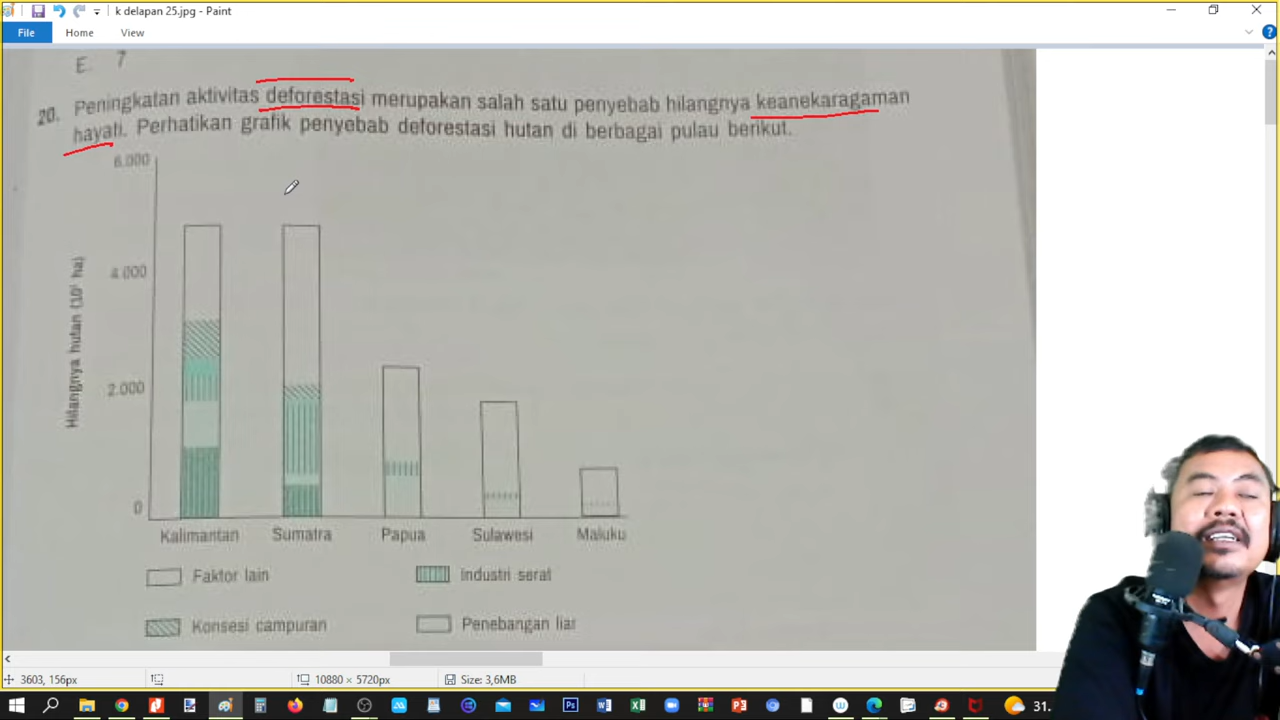 k delapan 25.jpg - Paint
File
Home
View
E. 7
20. Peningkatan aktivitas deforestasi merupakan salah satu penyebab hilangnya keanekaragaman
hayati. Perhatikan grafik penyebab deforestasi hutan di berbagai pulau berikut.
6.000
4.000
2.000
0
Hilangnya hutan (10³ ha)
Kalimantan
Sumatra
Papua
Sulawesi
Maluku
Faktor lain
Industri serat
Konsesi campuran
Penebangan liar
3603, 156px
10880 × 5720px
Size: 3,6MB
31.